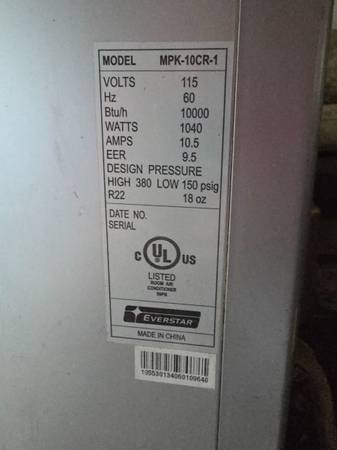 MODEL MPK-10CR-1
VOLTS 115
Hz 60
Btu/h 10000
WATTS 1040
AMPS 10.5
EER 9.5
DESIGN PRESSURE
HIGH 380 LOW 150 psig
R22 18 oz
DATE NO.
SERIAL
C UL US
LISTED
ROOM AIR
CONDITIONER
EVERSTAR
MADE IN CHINA